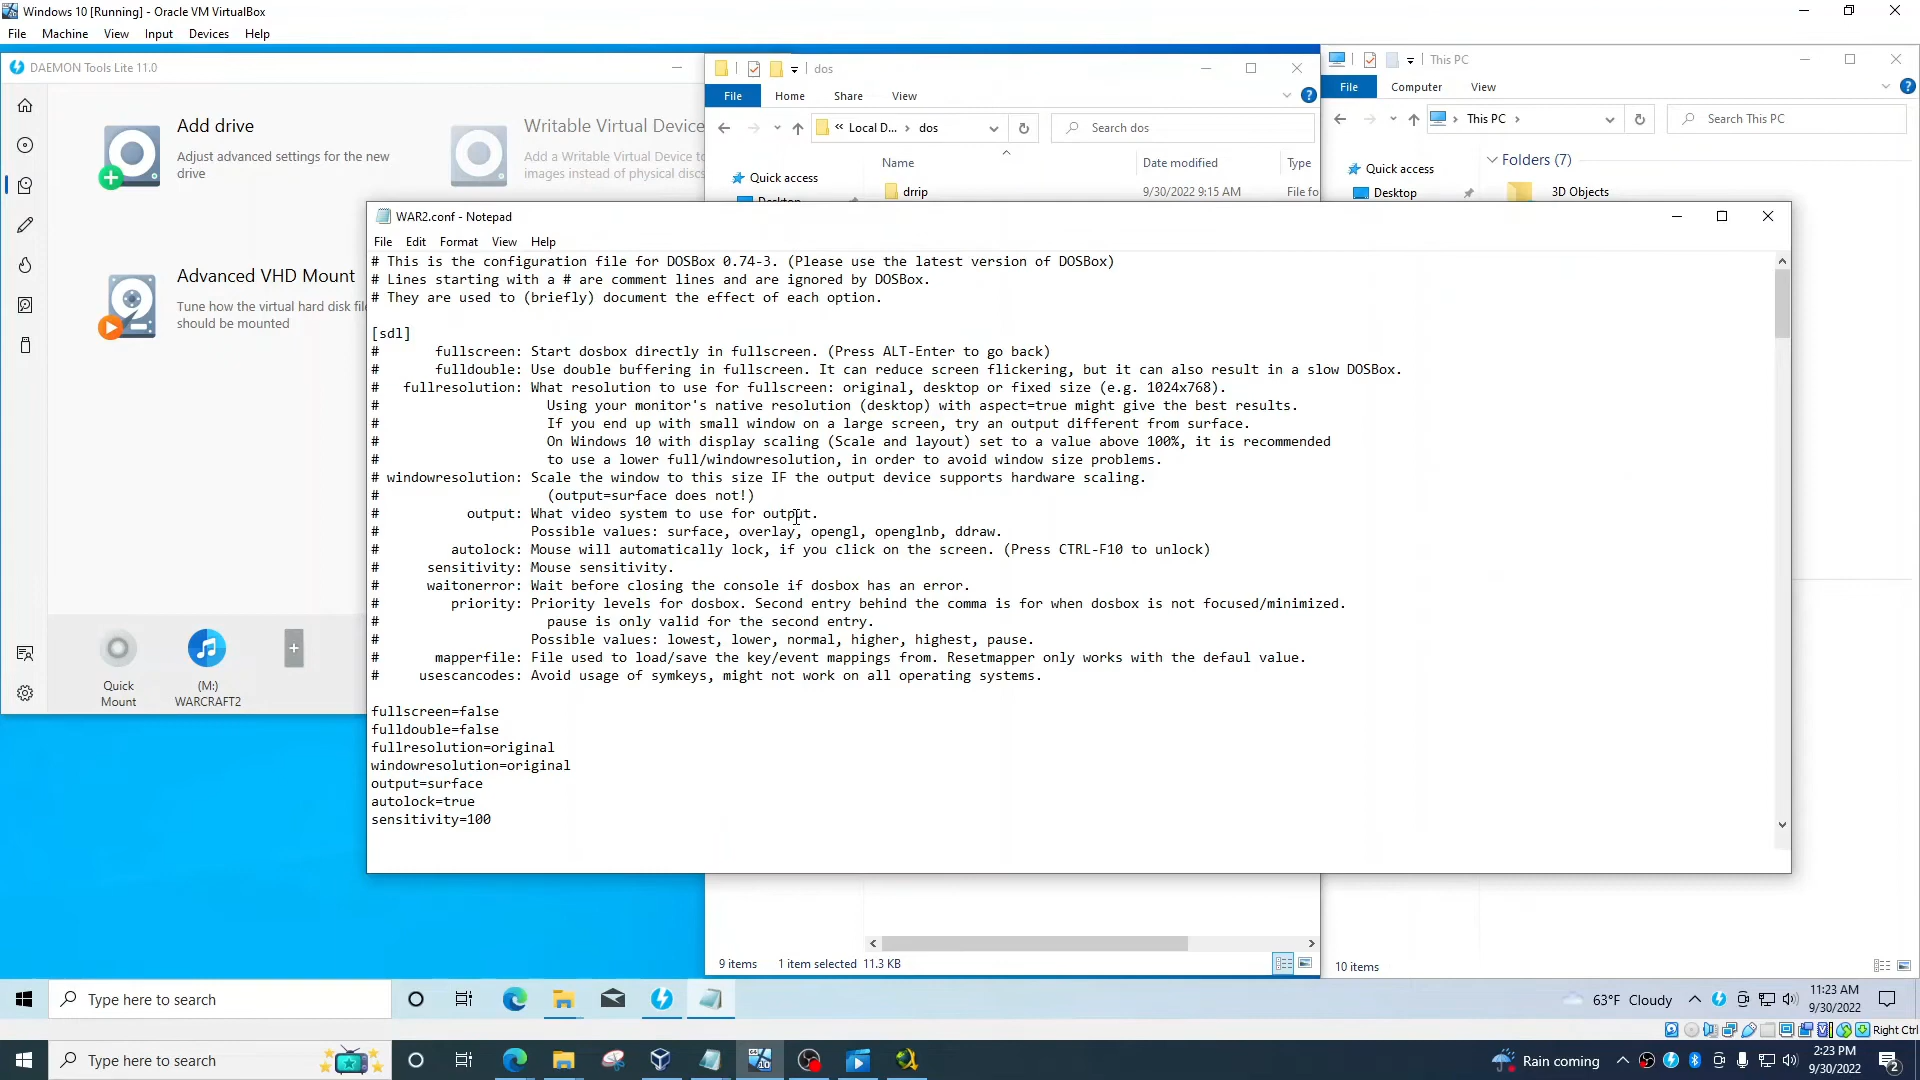 Windows 10 [Running] - Oracle VM VirtualBox
File Machine View Input Devices Help
DAEMON Tools Lite 11.0
Add drive
Adjust advanced settings for the new
drive
Writable Virtual Device
Add a Writable Virtual Device to
images instead of physical discs
Advanced VHD Mount
Tune how the virtual hard disk file
should be mounted
Quick
Mount
(M:)
WARCRAFT2
dos
File Home Share View
Local D... dos
Search dos
Name Date modified Type
Quick access
drrip 9/30/2022 9:15 AM File fo
This PC
File Computer View
This PC
Search This PC
Quick access
Desktop
Folders (7)
3D Objects
WAR2.conf - Notepad
File Edit Format View Help
# This is the configuration file for DOSBox 0.74-3. (Please use the latest version of DOSBox)
# Lines starting with a # are comment lines and are ignored by DOSBox.
# They are used to (briefly) document the effect of each option.
[sdl]
# fullscreen: Start dosbox directly in fullscreen. (Press ALT-Enter to go back)
# fulldouble: Use double buffering in fullscreen. It can reduce screen flickering, but it can also result in a slow DOSBox.
# fullresolution: What resolution to use for fullscreen: original, desktop or fixed size (e.g. 1024x768).
# Using your monitor's native resolution (desktop) with aspect=true might give the best results.
# If you end up with small window on a large screen, try an output different from surface.
# On Windows 10 with display scaling (Scale and layout) set to a value above 100%, it is recommended
# to use a lower full/windowresolution, in order to avoid window size problems.
# windowresolution: Scale the window to this size IF the output device supports hardware scaling.
# (output=surface does not!)
# output: What video system to use for output.
# Possible values: surface, overlay, opengl, openglnb, ddraw.
# autolock: Mouse will automatically lock, if you click on the screen. (Press CTRL-F10 to unlock)
# sensitivity: Mouse sensitivity.
# waitonerror: Wait before closing the console if dosbox has an error.
# priority: Priority levels for dosbox. Second entry behind the comma is for when dosbox is not focused/minimized.
# pause is only valid for the second entry.
# Possible values: lowest, lower, normal, higher, highest, pause.
# mapperfile: File used to load/save the key/event mappings from. Resetmapper only works with the defaul value.
# usescancodes: Avoid usage of symkeys, might not work on all operating systems.
fullscreen=false
fulldouble=false
fullresolution=original
windowresolution=original
output=surface
autolock=true
sensitivity=100
9 items 1 item selected 11.3 KB
10 items
Type here to search
63°F Cloudy
11:23 AM
9/30/2022
Right Ctrl
Type here to search
Rain coming
2:23 PM
9/30/2022
2